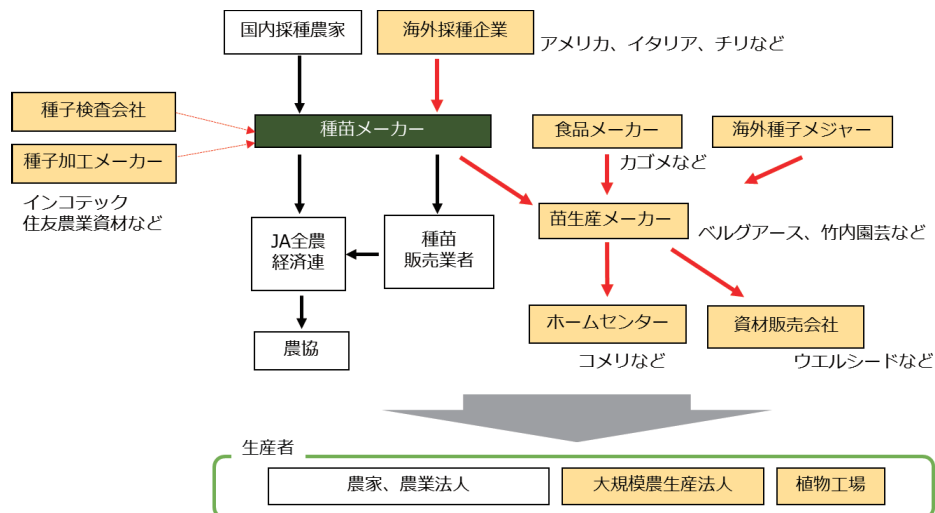 国内採種農家
海外採種企業
アメリカ、イタリア、チリなど
種子検査会社
種苗メーカー
食品メーカー
海外種子メジャー
種子加工メーカー
カゴメなど
インコテック
住友農業資材など
苗生産メーカー
ベルグアース、竹内園芸など
JA全農
経済連
種苗
販売業者
ホームセンター
資材販売会社
農協
コメリなど
ウエルシードなど
生産者
農家、農業法人
大規模農生産法人
植物工場